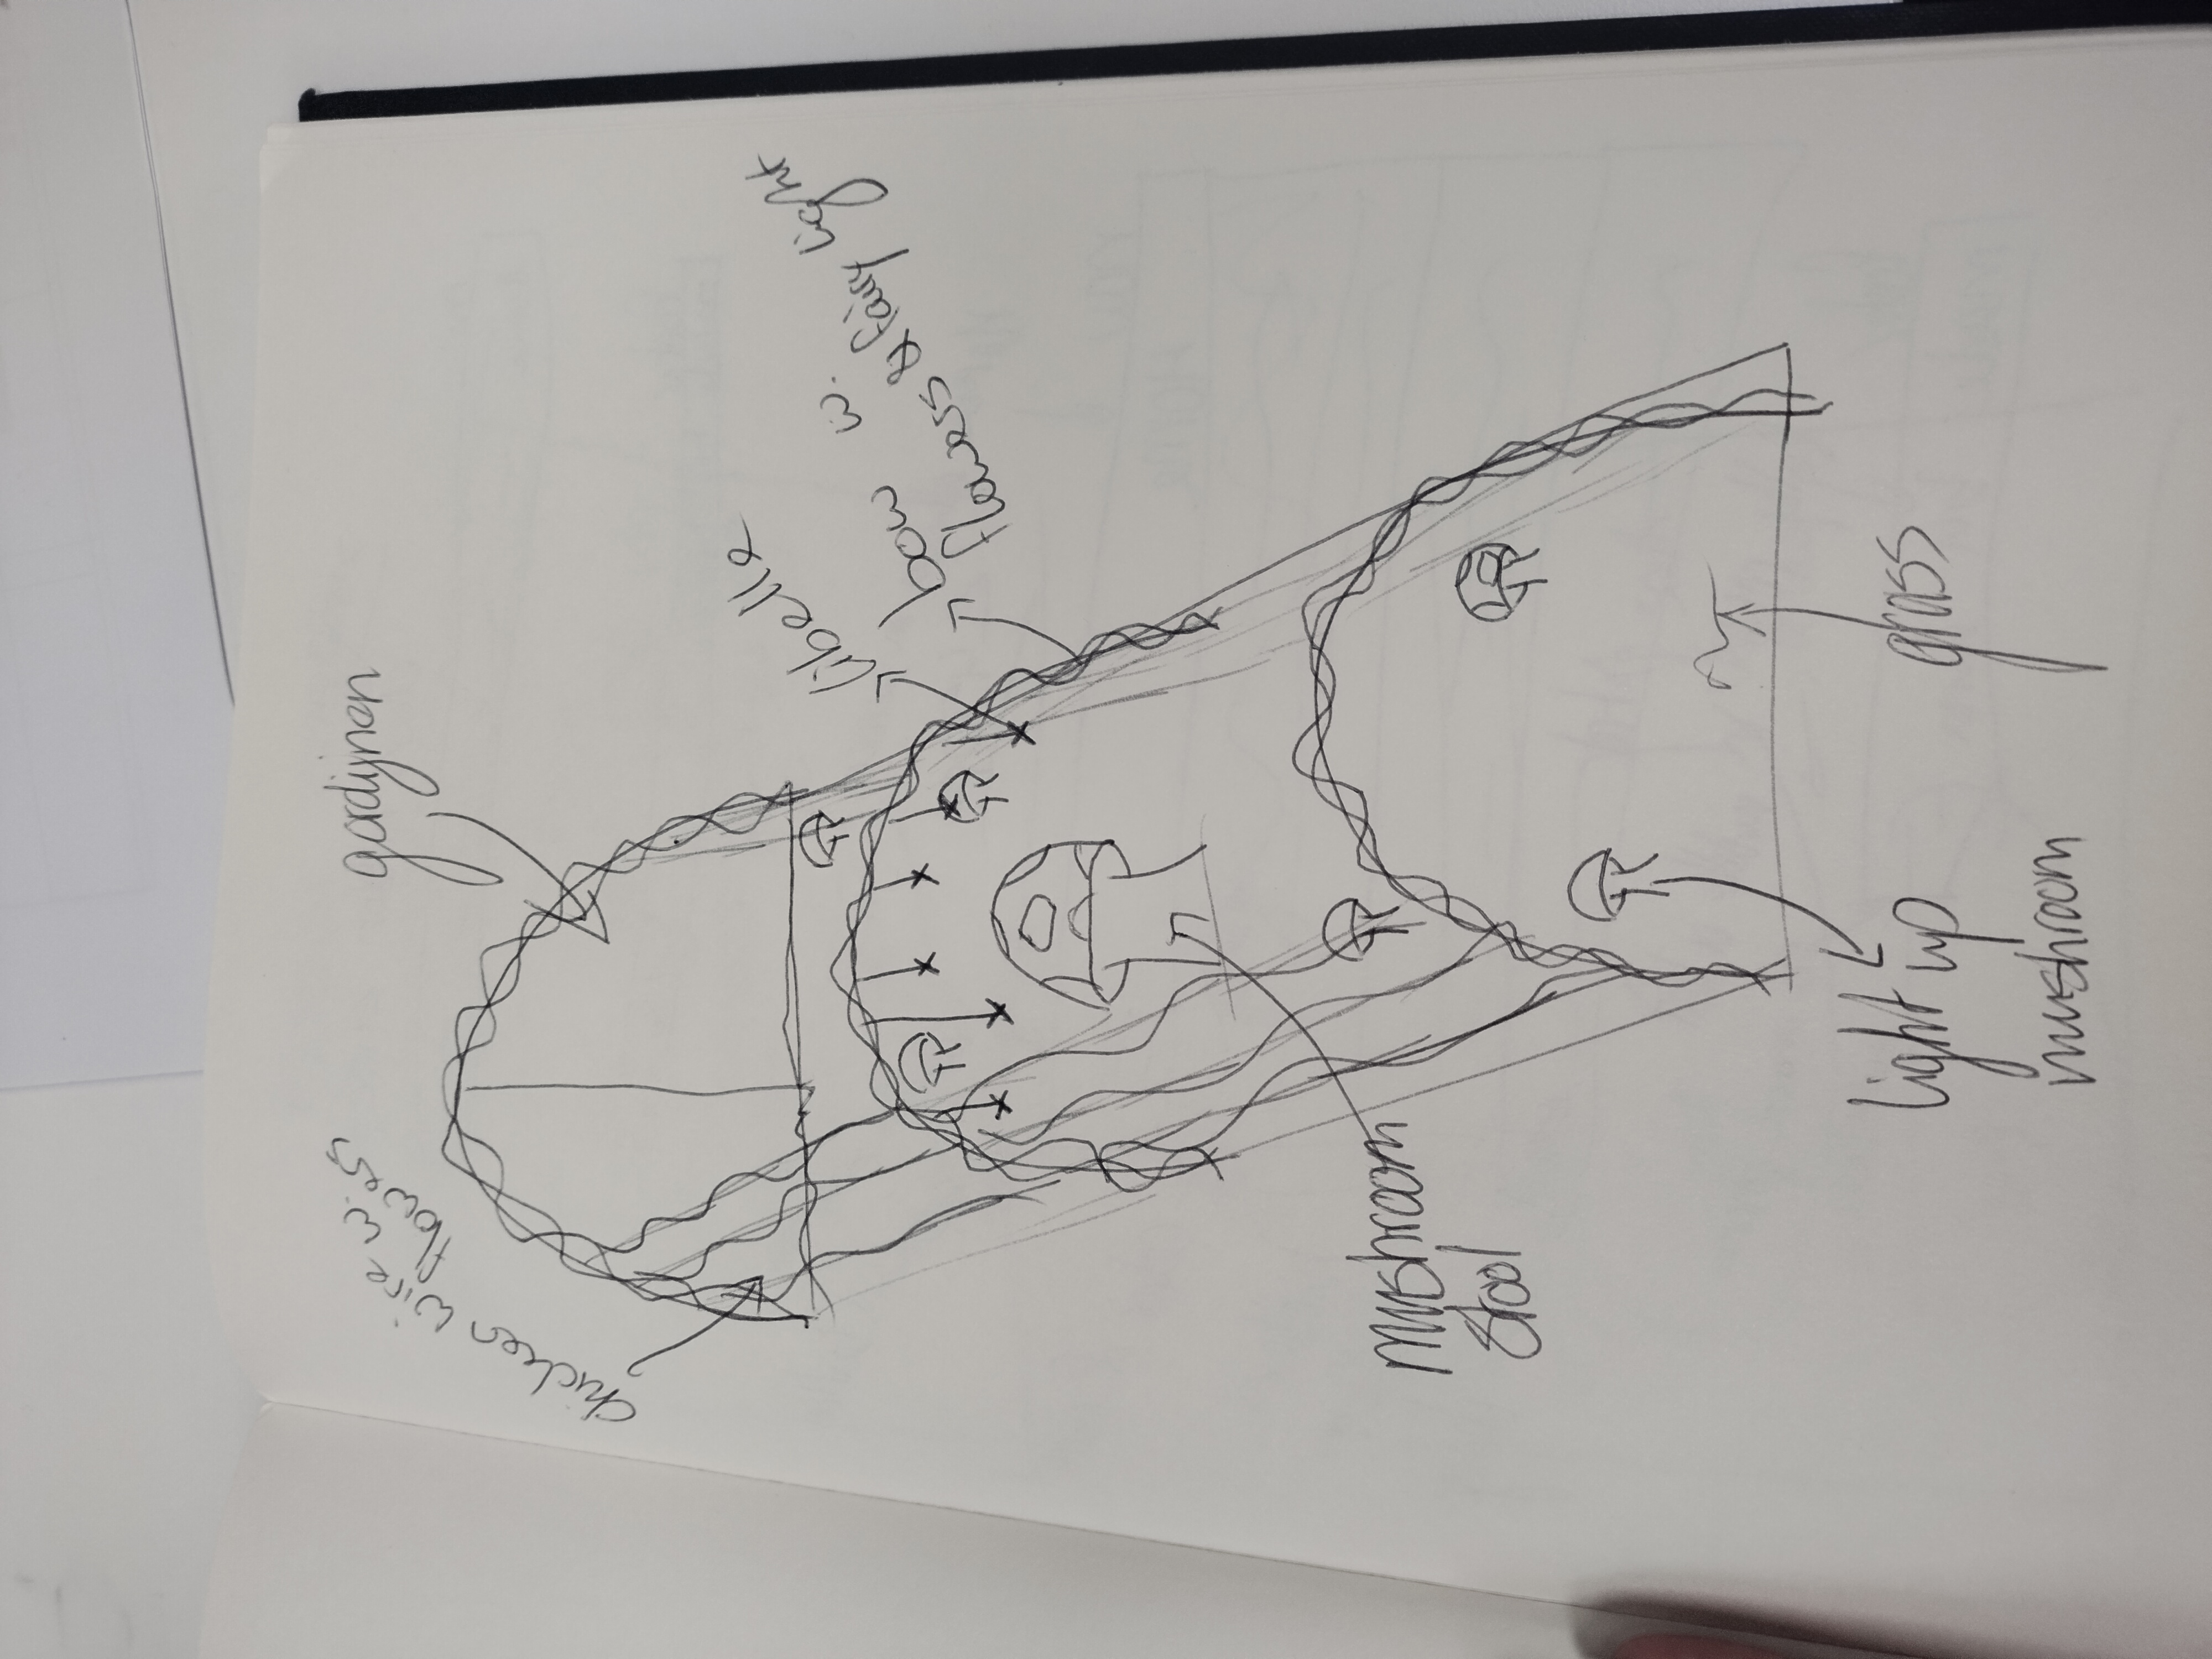 chicken wire w.
flowers
gordijnen
libelle
bow w.
flowers & fairy light
mushroom
stool
light up
mushroom
grass